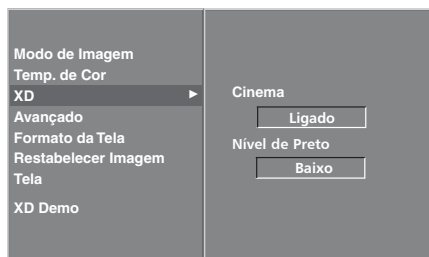 Modo de Imagem
Temp. de Cor
XD
Avançado
Formato da Tela
Restabelecer Imagem
Tela
XD Demo
Cinema
Ligado
Nível de Preto
Baixo